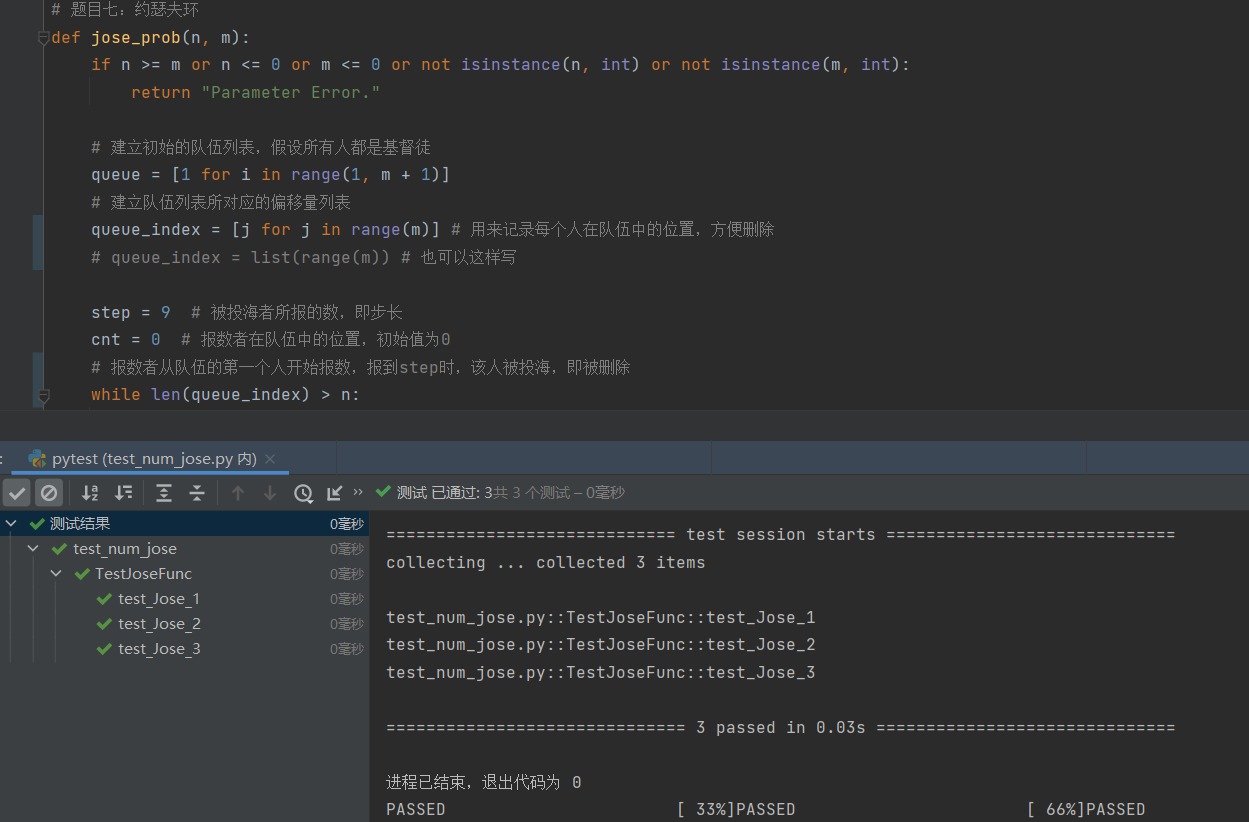 # 题目七：约瑟夫环
def jose_prob(n, m):
if n >= m or n <= 0 or m <= 0 or not isinstance(n, int) or not isinstance(m, int):
return "Parameter Error."
# 建立初始的队伍列表，假设所有人都是基督徒
queue = [1 for i in range(1, m + 1)]
# 建立队伍列表所对应的偏移量列表
queue_index = [j for j in range(m)] # 用来记录每个人在队伍中的位置，方便删除
# queue_index = list(range(m)) # 也可以这样写
step = 9  # 被投海者所报的数，即步长
cnt = 0  # 报数者在队伍中的位置，初始值为0
# 报数者从队伍的第一个人开始报数，报到step时，该人被投海，即被删除
while len(queue_index) > n:
: pytest (test_num_jose.py 内) ×
» 测试 已通过: 3共 3 个测试 – 0毫秒
测试结果 0毫秒
test_num_jose 0毫秒
TestJoseFunc 0毫秒
test_Jose_1 0毫秒
test_Jose_2 0毫秒
test_Jose_3 0毫秒
============================= test session starts =============================
collecting ... collected 3 items
test_num_jose.py::TestJoseFunc::test_Jose_1
test_num_jose.py::TestJoseFunc::test_Jose_2
test_num_jose.py::TestJoseFunc::test_Jose_3
============================== 3 passed in 0.03s ==============================
进程已结束，退出代码为 0
PASSED                       [ 33%]PASSED                       [ 66%]PASSED